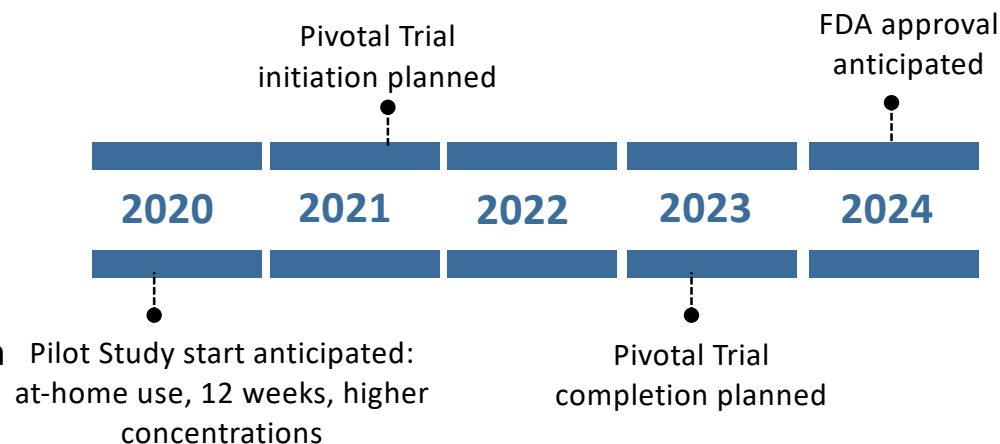 Pivotal Trial
initiation planned
FDA approval
anticipated
2020 2021 2022 2023 2024
Pilot Study start anticipated:
at-home use, 12 weeks, higher
concentrations
Pivotal Trial
completion planned